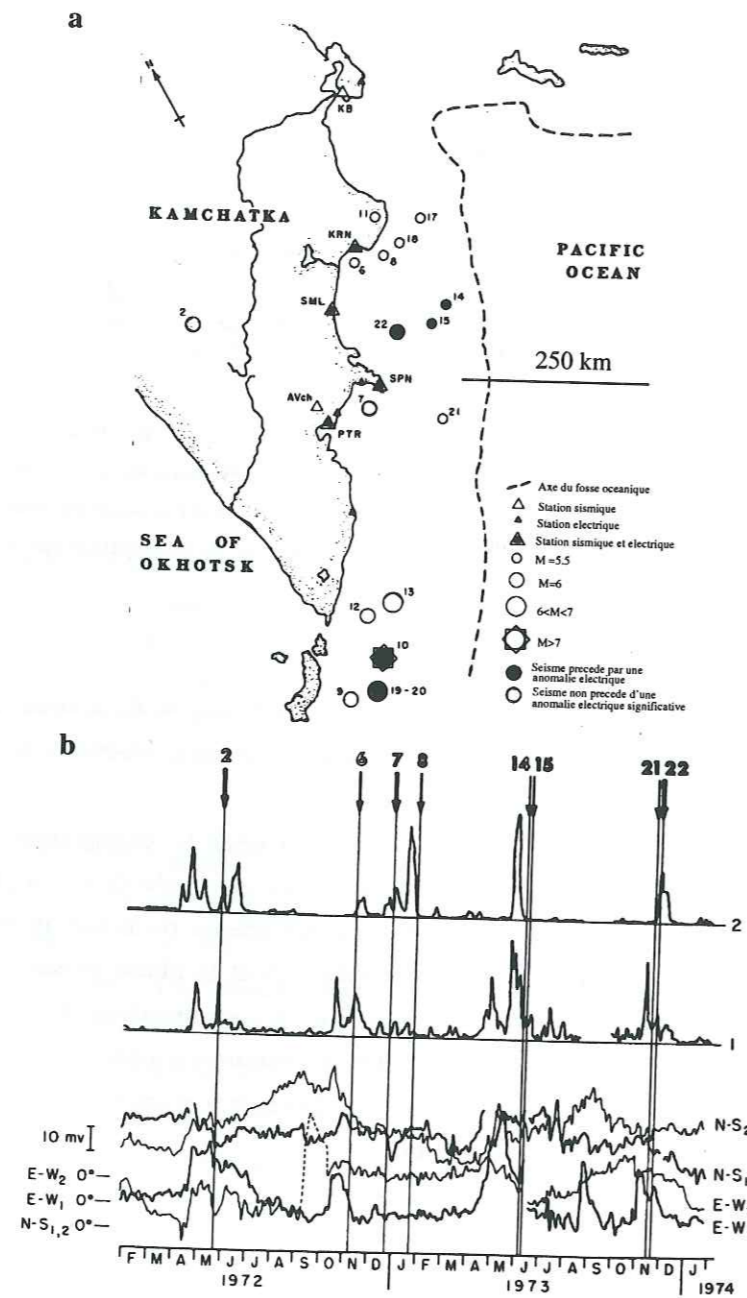 a
N
KB
KAMCHATKA
11
17
KRN
18
6
8
PACIFIC
OCEAN
SML
14
2
22
15
250 km
SPN
AVch
7
21
PTR
Axe du fosse oceanique
Station sismique
Station electrique
Station sismique et electrique
M =5.5
M=6
6<M<7
M>7
Seisme precede par une
anomalie electrique
Seisme non precede d'une
anomalie electrique significative
SEA OF
OKHOTSK
13
12
10
9
19-20
b
2
6
7
8
14 15
21 22
2
1
10 mv
N-S₂
N-S₁
E-W₂ 0°
E-W₁ 0°
N-S₁,₂ 0°
E-W
E-W
F M A M J J A S O N D J F M A M J J A S O N D J
1972
1973
1974